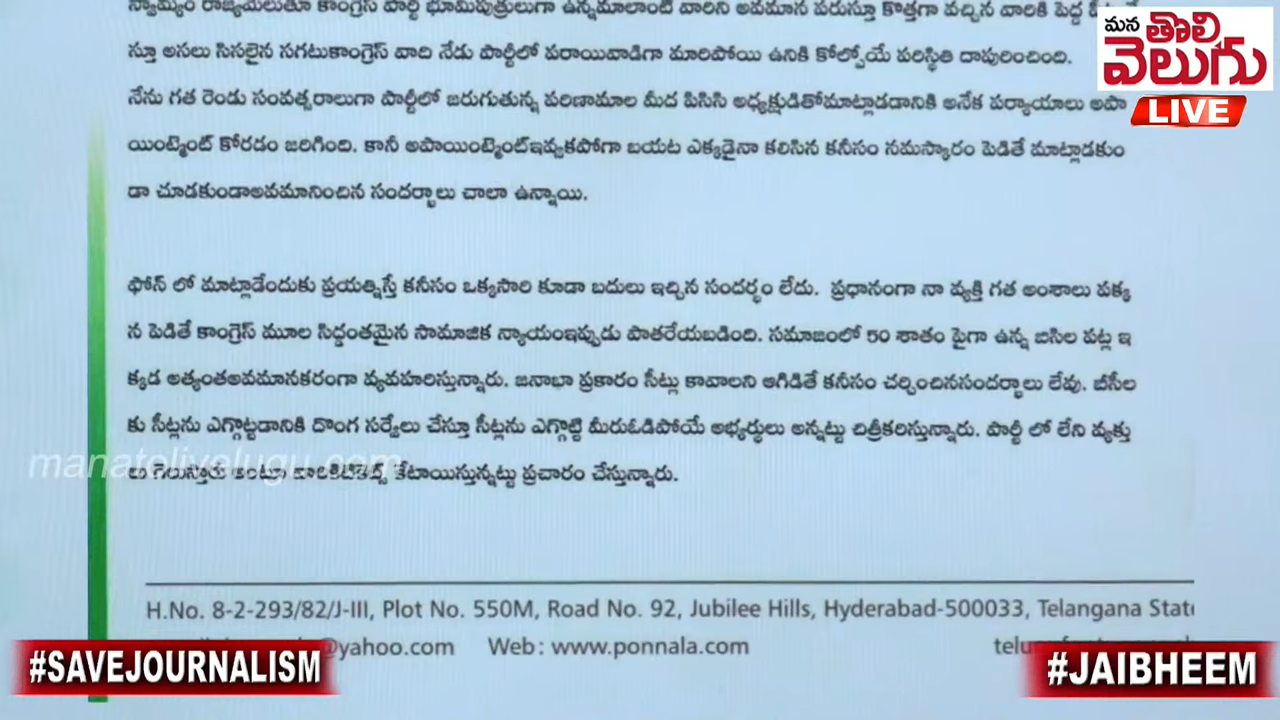 స్వామ్యం రాజ్యమేలుతూ కాంగ్రెస్ పార్టీ భూమిపుత్రులుగా ఉన్నమాలాంటి వారిని అవమాన పరుస్తూ కొత్తగా వచ్చిన వారికి పెద్ద
మన తొలి
వెలుగు
LIVE
స్తూ అసలు సిసలైన సగటుకాంగ్రెస్ వాది నేడు పార్టీలో పరాయివాడిగా మారిపోయి ఉనికి కోల్పోయే పరిస్థితి దాపురించింది.
నేను గత రెండు సంవత్సరాలుగా పార్టీలో జరుగుతున్న పరిణామాల మీద పిసిసి అధ్యక్షుడితోమాట్లాడడానికి అనేక పర్యాయాలు అపా
యింట్మెంట్ కోరడం జరిగింది. కానీ అపాయింట్మెంట్ఇవ్వకపోగా బయట ఎక్కడైనా కలిసిన కనీసం నమస్కారం పెడితే మాట్లాడకుం
డా చూడకుండాఅవమానించిన సందర్భాలు చాలా ఉన్నాయి.
ఫోన్ లో మాట్లాడేందుకు ప్రయత్నిస్తే కనీసం ఒక్కసారి కూడా బదులు ఇచ్చిన సందర్భం లేదు. ప్రధానంగా నా వ్యక్తి గత అంశాలు పక్క
న పెడితే కాంగ్రెస్ మూల సిద్ధంతమైన సామాజిక న్యాయంఇప్పుడు పాతరేయబడింది. సమాజంలో 50 శాతం పైగా ఉన్న బిసిల పట్ల ఇ
క్కడ అత్యంతఅవమానకరంగా వ్యవహరిస్తున్నారు. జనాభా ప్రకారం సీట్లు కావాలని ఆగిడితే కనీసం చర్చించినసందర్భాలు లేవు. బీసీల
కు సీట్లను ఎగ్గొట్టడానికి దొంగ సర్వేలు చేస్తూ సీట్లను ఎగ్గొట్టి మీరుఓడిపోయే అభ్యర్థులు అన్నట్టు చిత్రీకరిస్తున్నారు. పార్టీ లో లేని వ్యక్తు
లు గెలుస్తారు అంటూ వారికిటికెట్స్ కేటాయిస్తున్నట్టు ప్రచారం చేస్తున్నారు.
manatolivelugu.com
H.No. 8-2-293/82/J-III, Plot No. 550M, Road No. 92, Jubilee Hills, Hyderabad-500033, Telangana State
@yahoo.com Web: www.ponnala.com
#SAVEJOURNALISM
#JAIBHEEM